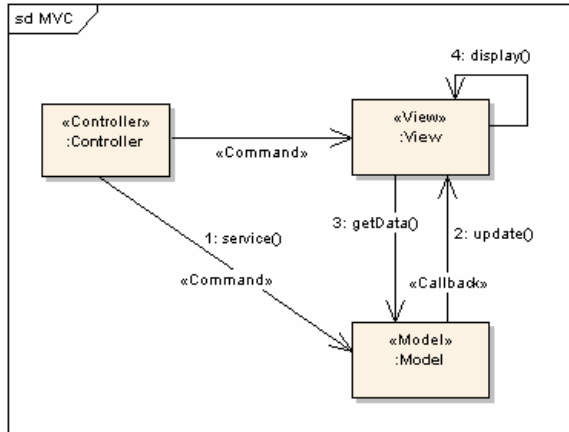 sd MVC
4: display()
«Controller»
:Controller
«View»
:View
«Command»
1: service()
3: getData()
2: update()
«Command»
«Callback»
«Model»
:Model